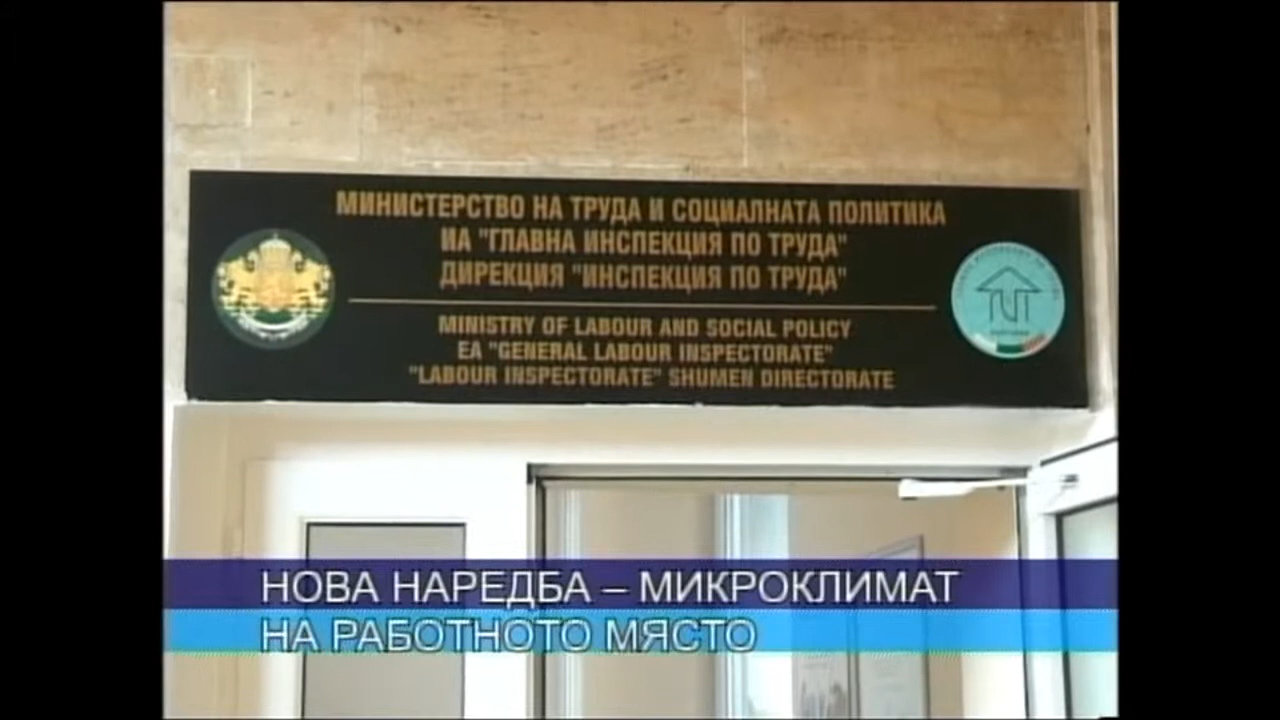 МИНИСТЕРСТВО НА ТРУДА И СОЦИАЛНАТА ПОЛИТИКА
ИА "ГЛАВНА ИНСПЕКЦИЯ ПО ТРУДА"
ДИРЕКЦИЯ "ИНСПЕКЦИЯ ПО ТРУДА"
MINISTRY OF LABOUR AND SOCIAL POLICY
EA "GENERAL LABOUR INSPECTORATE"
"LABOUR INSPECTORATE" SHUMEN DIRECTORATE
НОВА НАРЕДБА – МИКРОКЛИМАТ
НА РАБОТНОТО МЯСТО